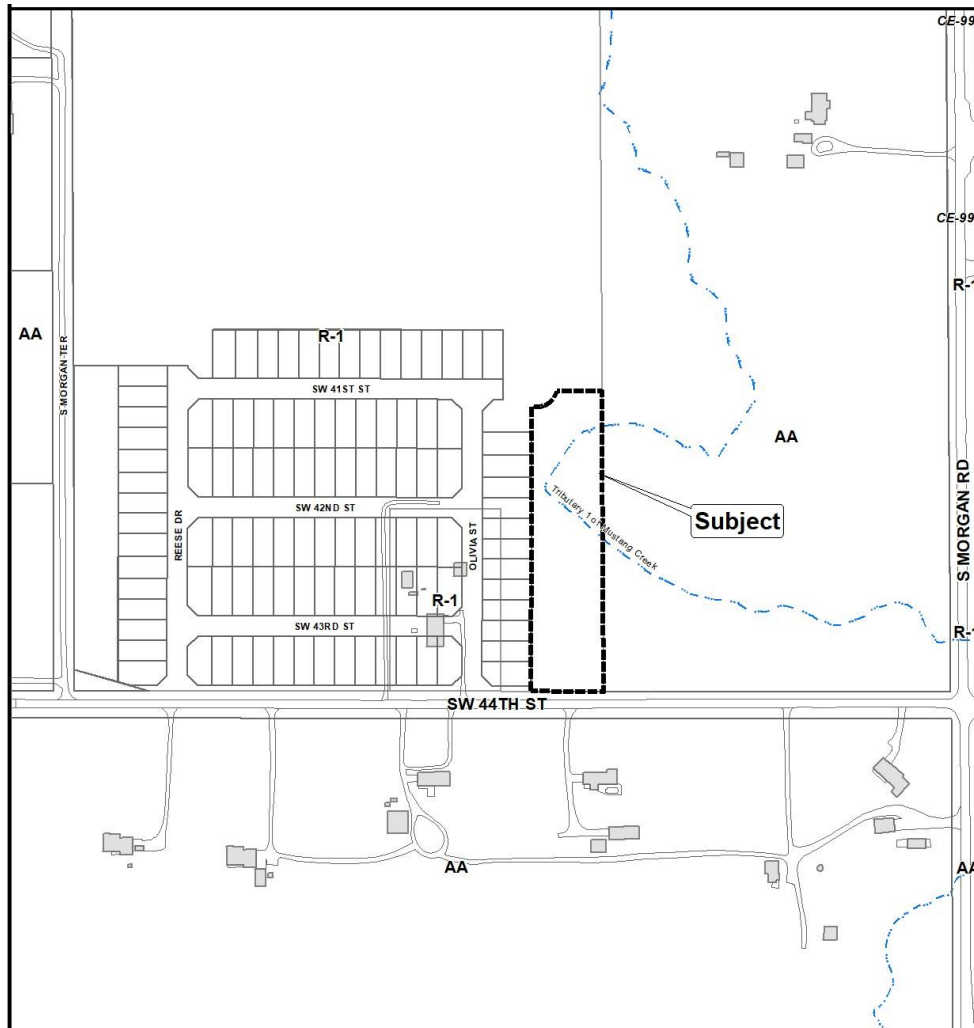 CE-99
CE-99
R-1
AA
R-1
S MORGAN TER
SW 41ST ST
AA
Subject
Tributary 1 of Mustang Creek
SW 42ND ST
REESE DR
OLIVIA ST
S MORGAN RD
R-1
SW 43RD ST
R-1
SW 44TH ST
AA
AA